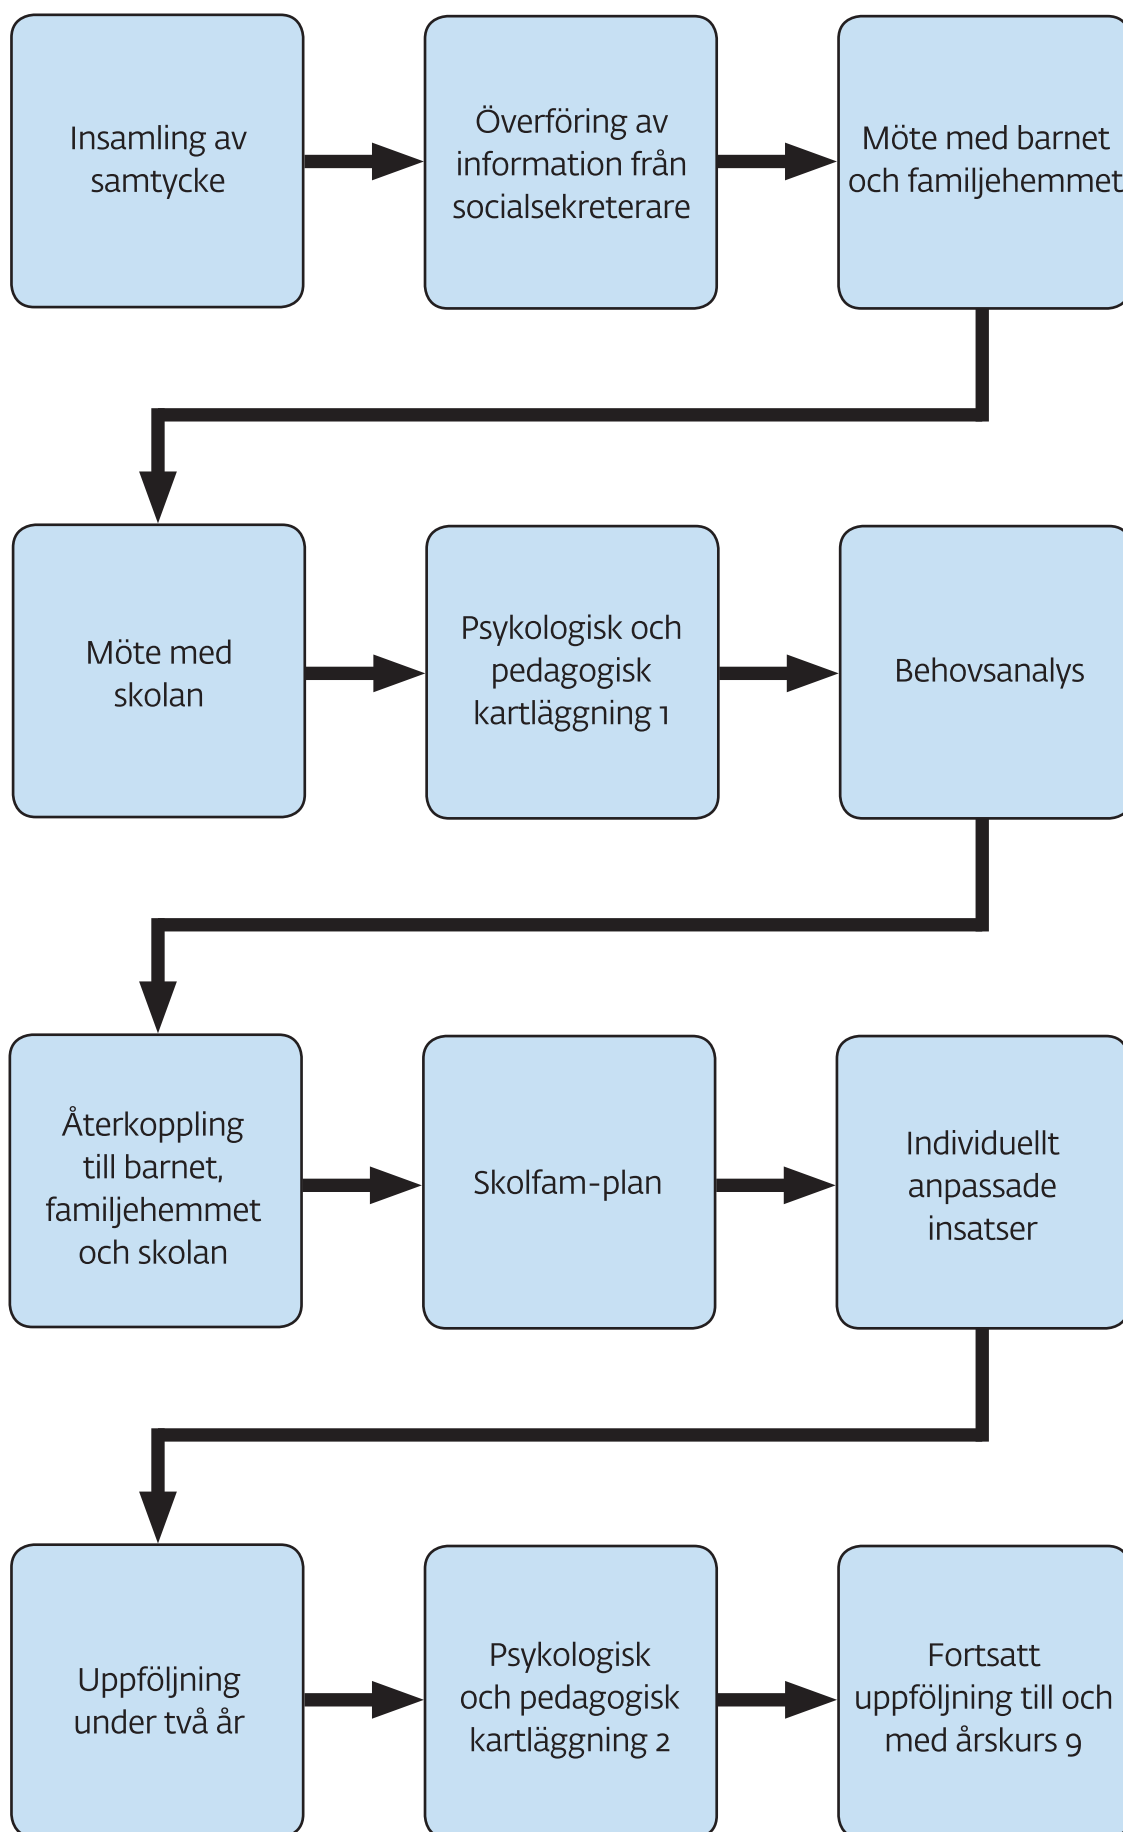 Insamling av
samtycke
Överföring av
information från
socialsekreterare
Möte med barnet
och familjehemmet
Möte med
skolan
Psykologisk och
pedagogisk
kartläggning 1
Behovsanalys
Återkoppling
till barnet,
familjehemmet
och skolan
Skolfam-plan
Individuellt
anpassade
insatser
Uppföljning
under två år
Psykologisk
och pedagogisk
kartläggning 2
Fortsatt
uppföljning till och
med årskurs 9